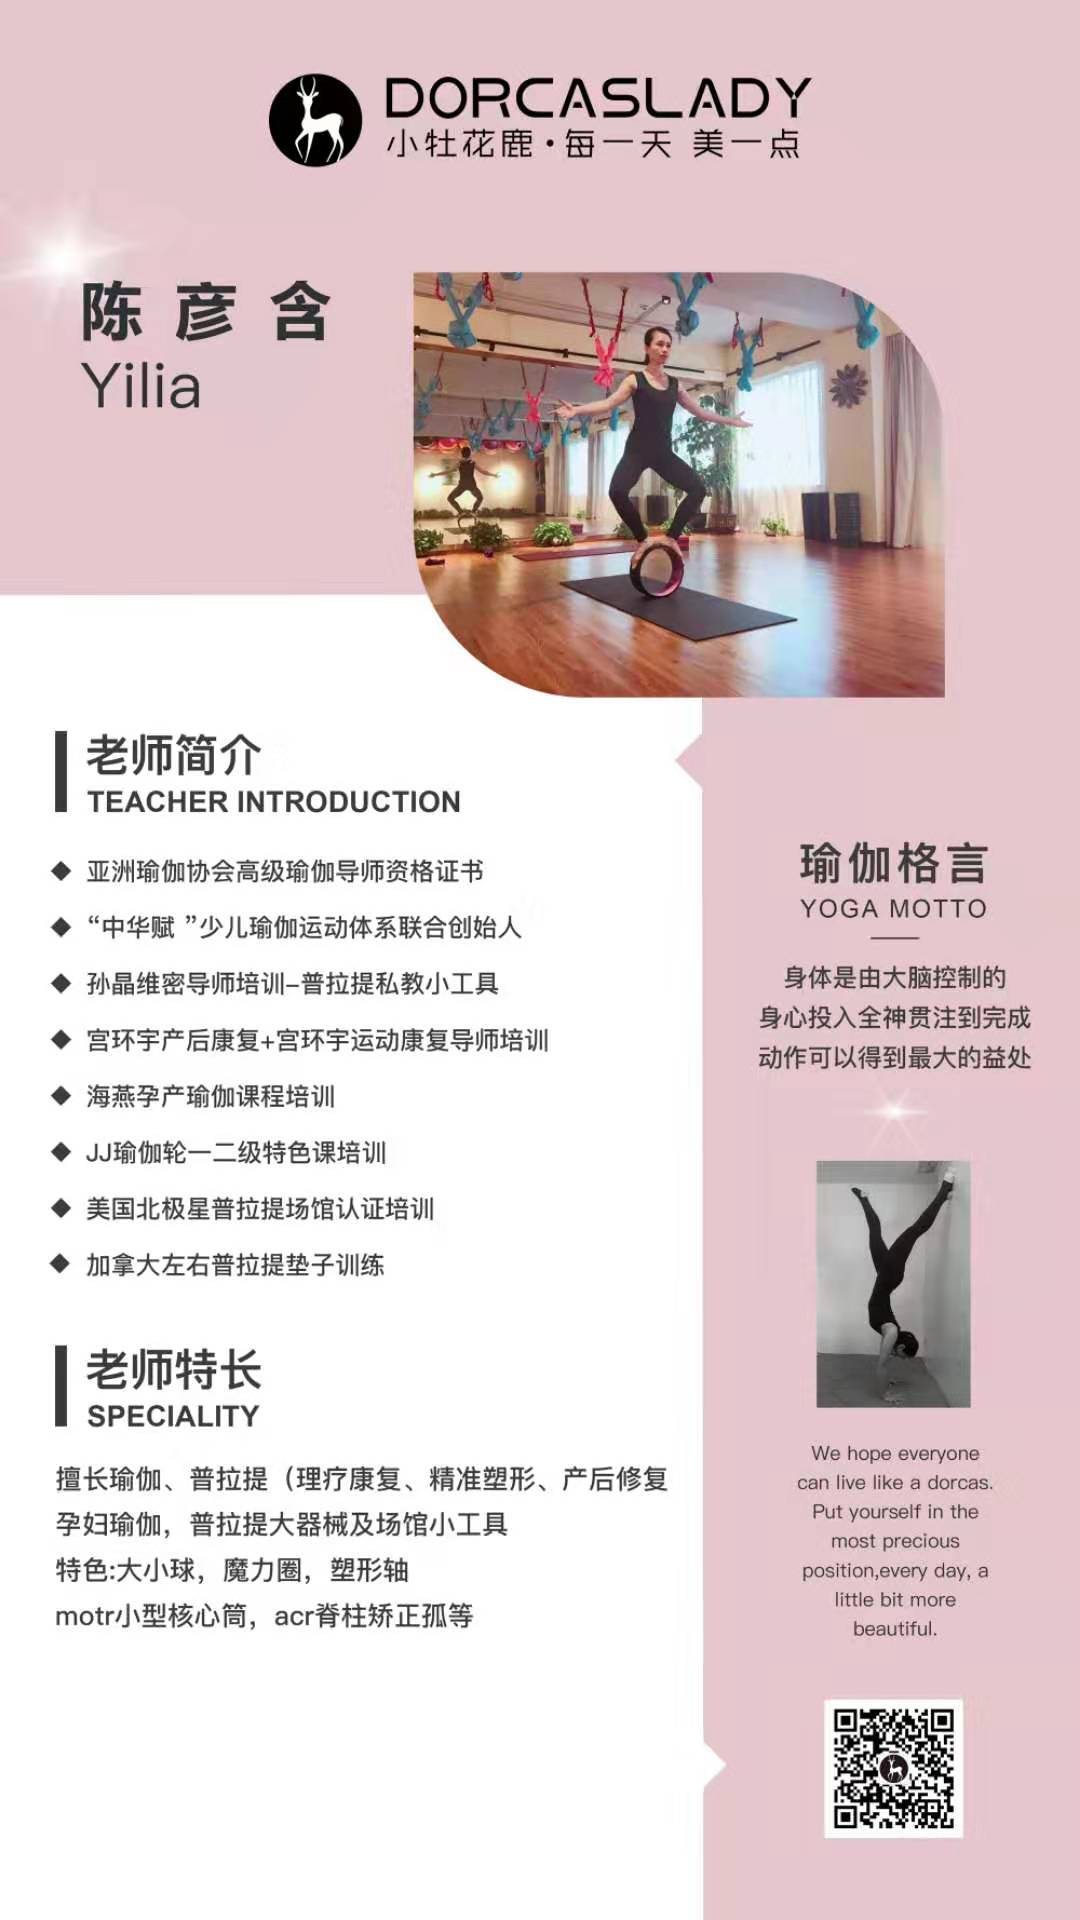 DORCASLADY
小牡花鹿·每一天 美一点
陈彦含
Yilia
老师简介
TEACHER INTRODUCTION
亚洲瑜伽协会高级瑜伽导师资格证书
“中华赋 ”少儿瑜伽运动体系联合创始人
孙晶维密导师培训-普拉提私教小工具
宫环宇产后康复+宫环宇运动康复导师培训
海燕孕产瑜伽课程培训
JJ瑜伽轮一二级特色课培训
美国北极星普拉提场馆认证培训
加拿大左右普拉提垫子训练
老师特长
SPECIALITY
擅长瑜伽、普拉提（理疗康复、精准塑形、产后修复
孕妇瑜伽，普拉提大器械及场馆小工具
特色:大小球，魔力圈，塑形轴
motr小型核心筒，acr脊柱矫正孤等
瑜伽格言
YOGA MOTTO
身体是由大脑控制的
身心投入全神贯注到完成
动作可以得到最大的益处
We hope everyone
can live like a dorcas.
Put yourself in the
most precious
position,every day, a
little bit more
beautiful.